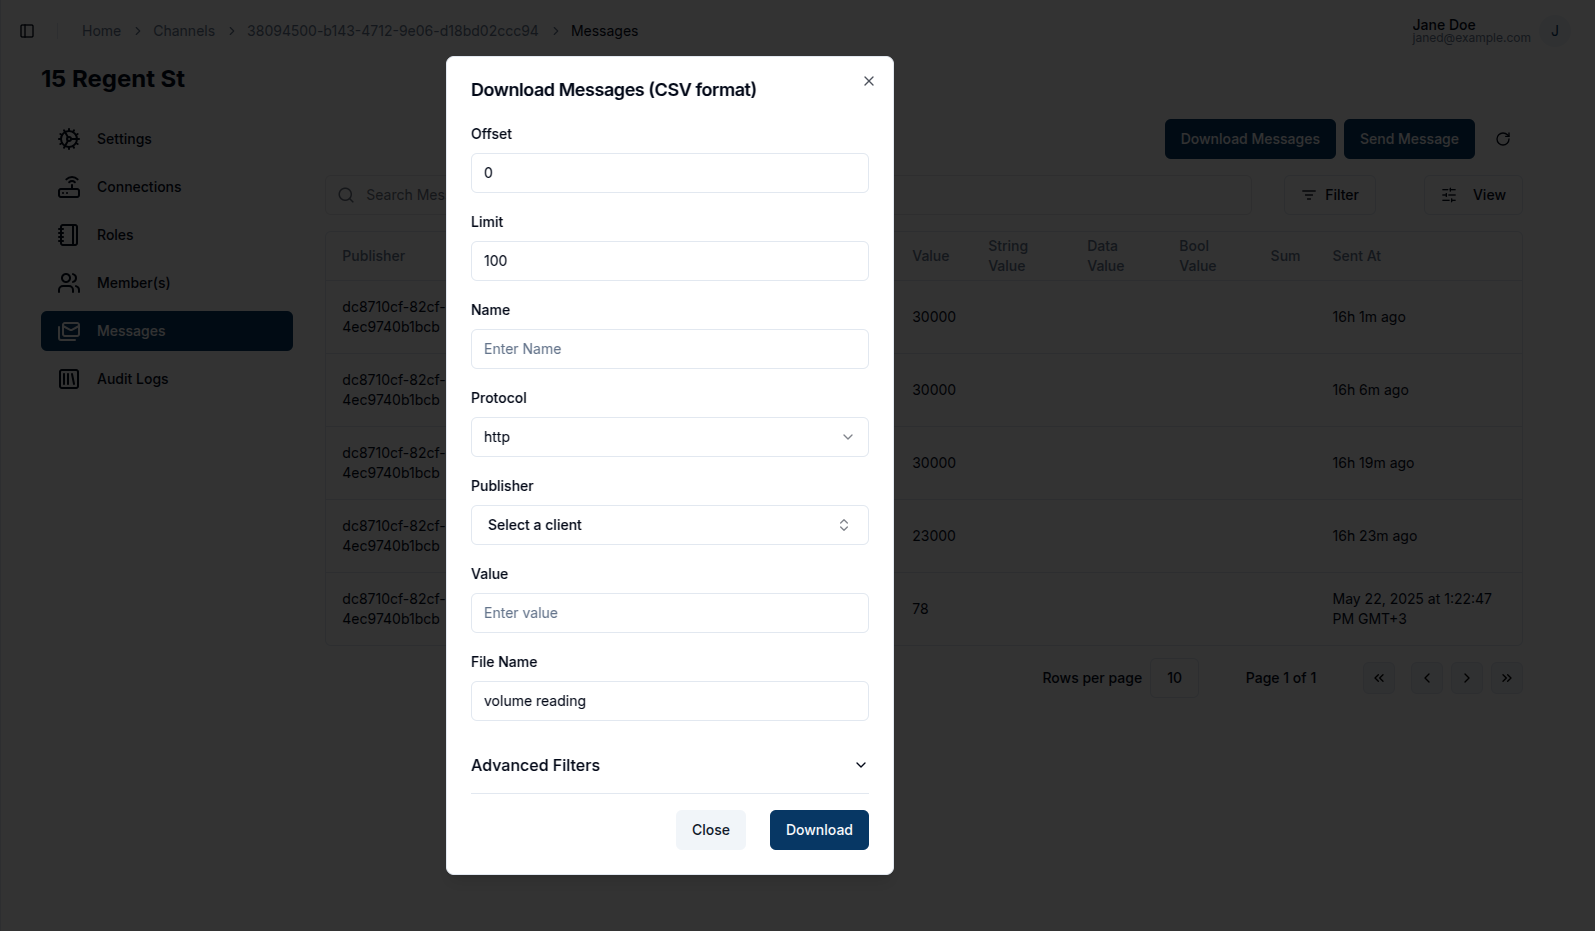 Home > Channels > 38094500-b143-4712-9e06-d18bd02ccc94 > Messages
Jane Doe
janed@example.com
J
15 Regent St
Settings
Connections
Roles
Member(s)
Messages
Audit Logs
Download Messages
Send Message
Search Mes
Filter
View
Publisher
Value
String Value
Data Value
Bool Value
Sum
Sent At
dc8710cf-82cf-
4ec9740b1bcb
30000
16h 1m ago
dc8710cf-82cf-
4ec9740b1bcb
30000
16h 6m ago
dc8710cf-82cf-
4ec9740b1bcb
30000
16h 19m ago
dc8710cf-82cf-
4ec9740b1bcb
23000
16h 23m ago
dc8710cf-82cf-
4ec9740b1bcb
78
May 22, 2025 at 1:22:47
PM GMT+3
Rows per page
10
Page 1 of 1
Download Messages (CSV format)
Offset
0
Limit
100
Name
Enter Name
Protocol
http
Publisher
Select a client
Value
Enter value
File Name
volume reading
Advanced Filters
Close
Download